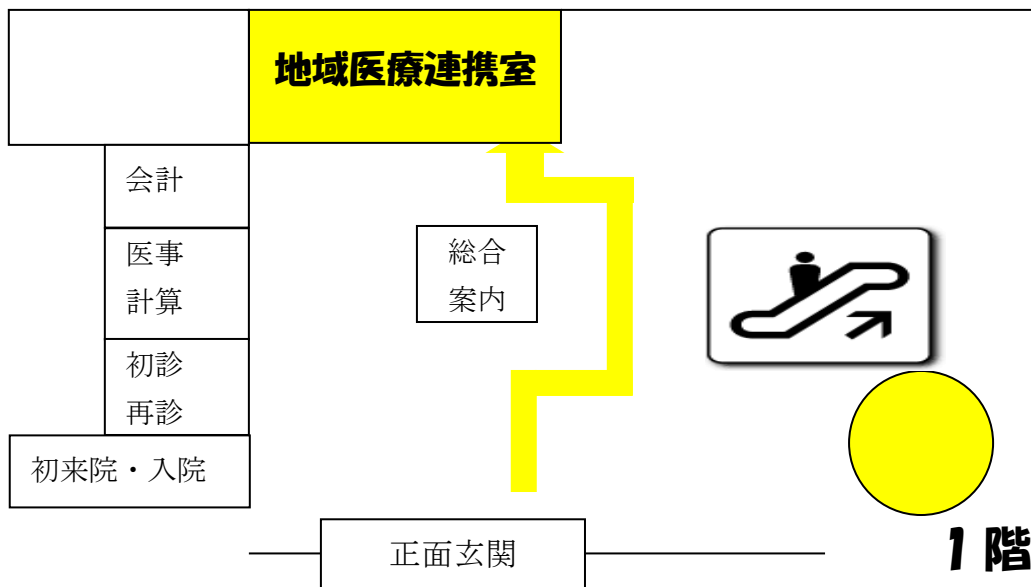 地域医療連携室
会計
医事
計算
総合
案内
初診
再診
初来院・入院
正面玄関
1階